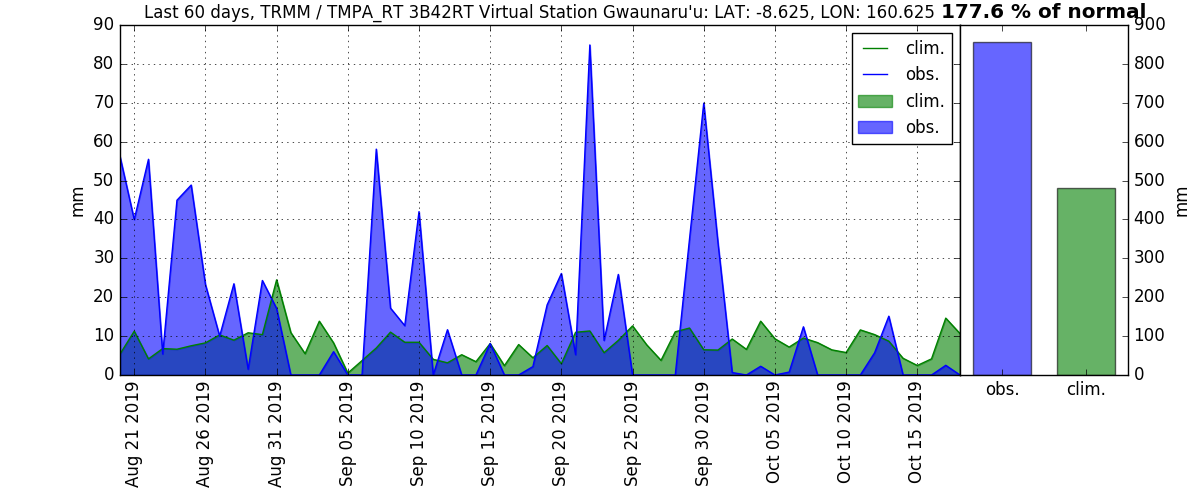 Last 60 days, TRMM / TMPA_RT 3B42RT Virtual Station Gwaunaru'u: LAT: -8.625, LON: 160.625 177.6 % of normal
90
80
70
60
50
40
30
20
10
0
mm
clim.
obs.
clim.
obs.
Aug 21 2019
Aug 26 2019
Aug 31 2019
Sep 05 2019
Sep 10 2019
Sep 15 2019
Sep 20 2019
Sep 25 2019
Sep 30 2019
Oct 05 2019
Oct 10 2019
Oct 15 2019
900
800
700
600
500
400
300
200
100
0
mm
obs.
clim.